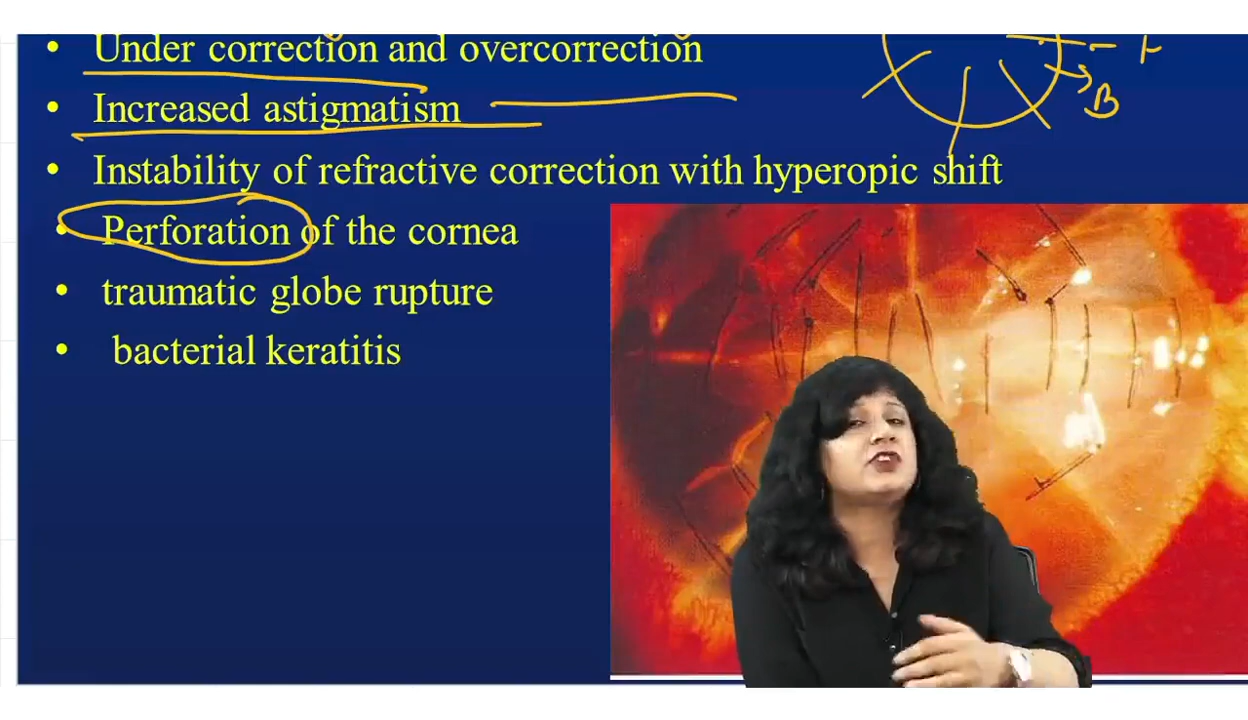 • Under correction and overcorrection
• Increased astigmatism
• Instability of refractive correction with hyperopic shift
• Perforation of the cornea
• traumatic globe rupture
• bacterial keratitis
B